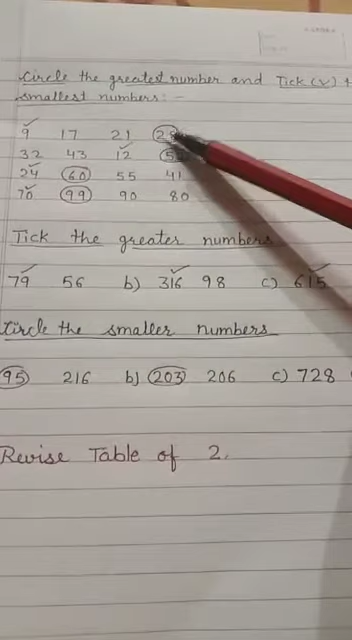 Circle the greatest number and Tick (✓)
smallest numbers:-
9 17 21
32 43 12
24 60 55 41
70 99 90 80
Tick the greater numbers
79 56 b) 316 98 c) 615
Circle the smaller numbers
95 216 b) 203 206 c) 728
Revise Table of 2.